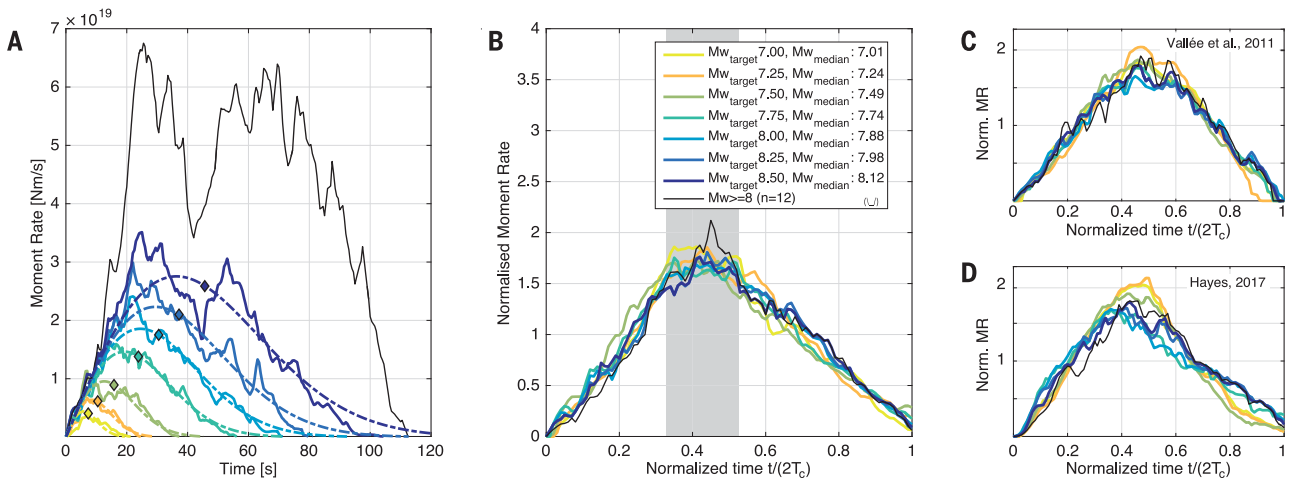 A
7 × 10¹⁹
6
5
4
3
2
1
0
Moment Rate [Nm/s]
0 20 40 60 80 100 120
Time [s]
B
4
3.5
3
2.5
2
1.5
1
0.5
0
Normalised Moment Rate
Mw_target 7.00, Mw_median: 7.01
Mw_target 7.25, Mw_median: 7.24
Mw_target 7.50, Mw_median: 7.49
Mw_target 7.75, Mw_median: 7.74
Mw_target 8.00, Mw_median: 7.88
Mw_target 8.25, Mw_median: 7.98
Mw_target 8.50, Mw_median: 8.12
Mw>=8 (n=12)
0 0.2 0.4 0.6 0.8 1
Normalized time t/(2T_c)
C
Vallée et al., 2011
2
1
0
Norm. MR
0 0.2 0.4 0.6 0.8 1
Normalized time t/(2T_c)
D
Hayes, 2017
2
1
0
Norm. MR
0 0.2 0.4 0.6 0.8 1
Normalized time t/(2T_c)